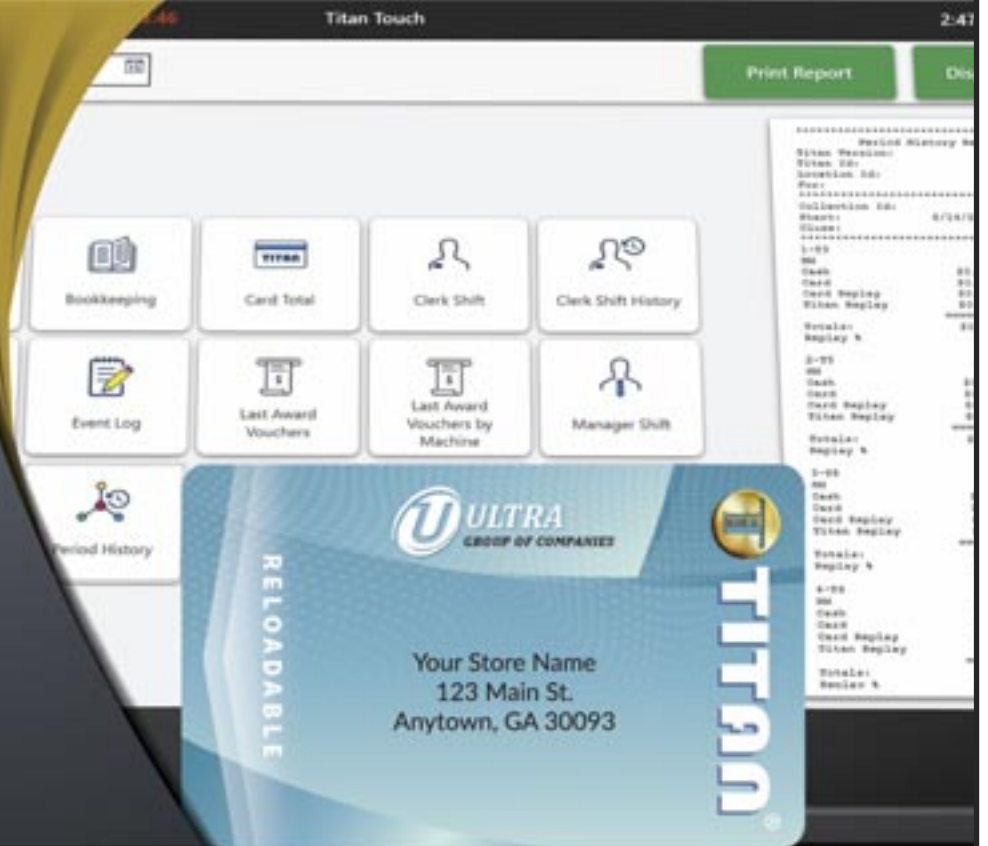 Titan Touch
2:47
Print Report
Dis
Bookkeeping
TITAN
Card Total
Clerk Shift
Clerk Shift History
Event Log
Last Award
Vouchers
Last Award
Vouchers by
Machine
Manager Shift
Period History
Period History
Titan Version:
Titan Id:
Location Id:
For:
Collection Id:
Start:
Close:
Cash
Card
Card Replay
Titan Replay
Totals:
Replay %
Cash
Card
Card Replay
Titan Replay
Totals:
Replay %
Cash
Card
Card Replay
Titan Replay
Totals:
Replay %
Cash
Card
Card Replay
Titan Replay
Totals:
Replay %
U ULTRA
GROUP OF COMPANIES
RELOADABLE
TITAN®
Your Store Name
123 Main St.
Anytown, GA 30093